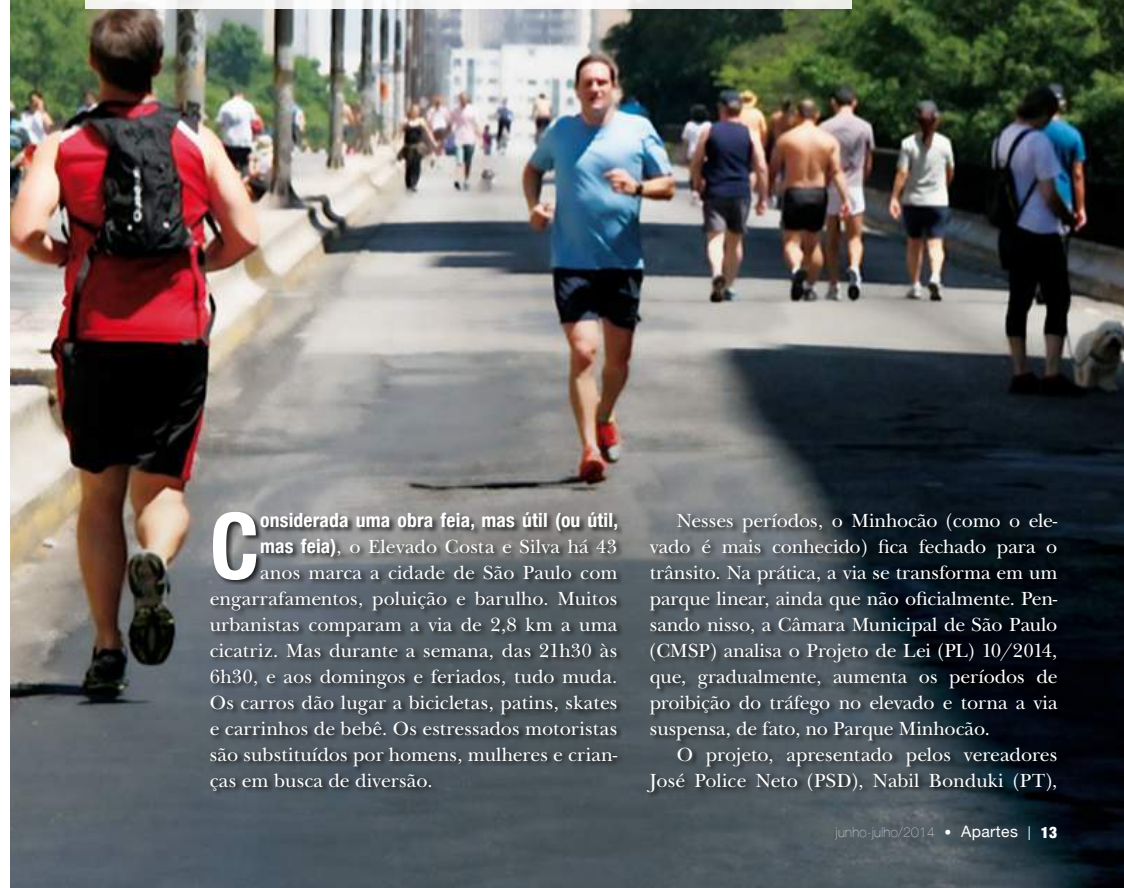 Considerada uma obra feia, mas útil (ou útil,
mas feia), o Elevado Costa e Silva há 43
anos marca a cidade de São Paulo com
engarrafamentos, poluição e barulho. Muitos
urbanistas comparam a via de 2,8 km a uma
cicatriz. Mas durante a semana, das 21h30 às
6h30, e aos domingos e feriados, tudo muda.
Os carros dão lugar a bicicletas, patins, skates
e carrinhos de bebê. Os estressados motoristas
são substituídos por homens, mulheres e crian-
ças em busca de diversão.
Nesses períodos, o Minhocão (como o ele-
vado é mais conhecido) fica fechado para o
trânsito. Na prática, a via se transforma em um
parque linear, ainda que não oficialmente. Pen-
sando nisso, a Câmara Municipal de São Paulo
(CMSP) analisa o Projeto de Lei (PL) 10/2014,
que, gradualmente, aumenta os períodos de
proibição do tráfego no elevado e torna a via
suspensa, de fato, no Parque Minhocão.
O projeto, apresentado pelos vereadores
José Police Neto (PSD), Nabil Bonduki (PT),
junho-julho/2014 • Apartes | 13